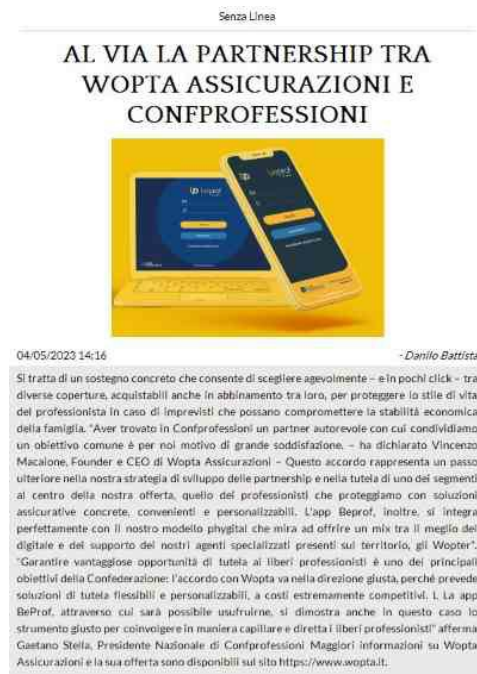 Senza Linea
AL VIA LA PARTNERSHIP TRA
WOPTA ASSICURAZIONI E
CONFPROFESSIONI
04/05/2023 14:16
- Danilo Battista
Si tratta di un sostegno concreto che consente di scegliere agevolmente – e in pochi click – tra
diverse coperture, acquistabili anche in abbinamento tra loro, per proteggere lo stile di vita
del professionista in caso di imprevisti che possano compromettere la stabilità economica
della famiglia. "Aver trovato in Confprofessioni un partner autorevole con cui condividiamo
un obiettivo comune è per noi motivo di grande soddisfazione. – ha dichiarato Vincenzo
Macaione, Founder e CEO di Wopta Assicurazioni – Questo accordo rappresenta un passo
ulteriore nella nostra strategia di sviluppo delle partnership e nella tutela di uno dei segmenti
al centro della nostra offerta, quello dei professionisti che proteggiamo con soluzioni
assicurative concrete, convenienti e personalizzabili. L'app Beprof, inoltre, si integra
perfettamente con il nostro modello phygital che mira ad offrire un mix tra il meglio del
digitale e del supporto dei nostri agenti specializzati presenti sul territorio, gli Wopter".
"Garantire vantaggiose opportunità di tutela ai liberi professionisti è uno dei principali
obiettivi della Confederazione: l'accordo con Wopta va nella direzione giusta, perché prevede
soluzioni di tutela flessibili e personalizzabili, a costi estremamente competitivi. L La app
BeProf, attraverso cui sarà possibile usufruirne, si dimostra anche in questo caso lo
strumento giusto per coinvolgere in maniera capillare e diretta i liberi professionisti" afferma
Gaetano Stella, Presidente Nazionale di Confprofessioni Maggiori informazioni su Wopta
Assicurazioni e la sua offerta sono disponibili sul sito https://www.wopta.it.